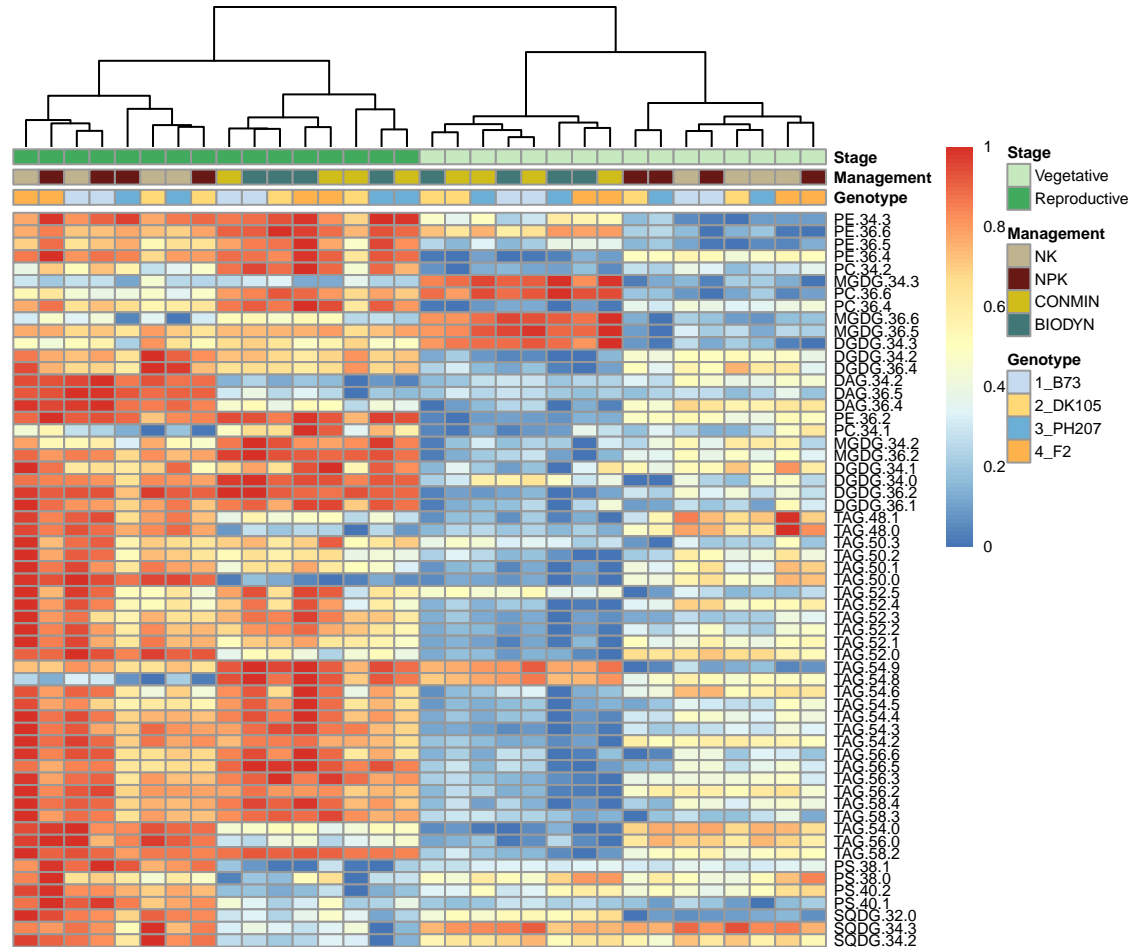 Stage
Management
Genotype
PE.34.3
PE.36.6
PE.36.5
PE.36.4
PC.34.2
MGDG.34.3
PC.36.6
PC.36.4
MGDG.36.6
MGDG.36.5
DGDG.34.3
DGDG.34.2
DGDG.36.4
DAG.34.2
DAG.36.5
DAG.36.4
PE.36.2
PC.34.1
MGDG.34.2
MGDG.36.2
DGDG.34.1
DGDG.34.0
DGDG.36.2
DGDG.36.1
TAG.48.1
TAG.48.0
TAG.50.3
TAG.50.2
TAG.50.1
TAG.50.0
TAG.52.5
TAG.52.4
TAG.52.3
TAG.52.2
TAG.52.1
TAG.52.0
TAG.54.9
TAG.54.8
TAG.54.6
TAG.54.5
TAG.54.4
TAG.54.3
TAG.54.2
TAG.56.6
TAG.56.5
TAG.56.3
TAG.56.2
TAG.58.4
TAG.58.3
TAG.54.0
TAG.56.0
TAG.58.2
PS.38.1
PS.38.0
PS.40.2
PS.40.1
SQDG.32.0
SQDG.34.3
SQDG.34.2
1
0.8
0.6
0.4
0.2
0
Stage
Vegetative
Reproductive
Management
NK
NPK
CONMIN
BIODYN
Genotype
1_B73
2_DK105
3_PH207
4_F2